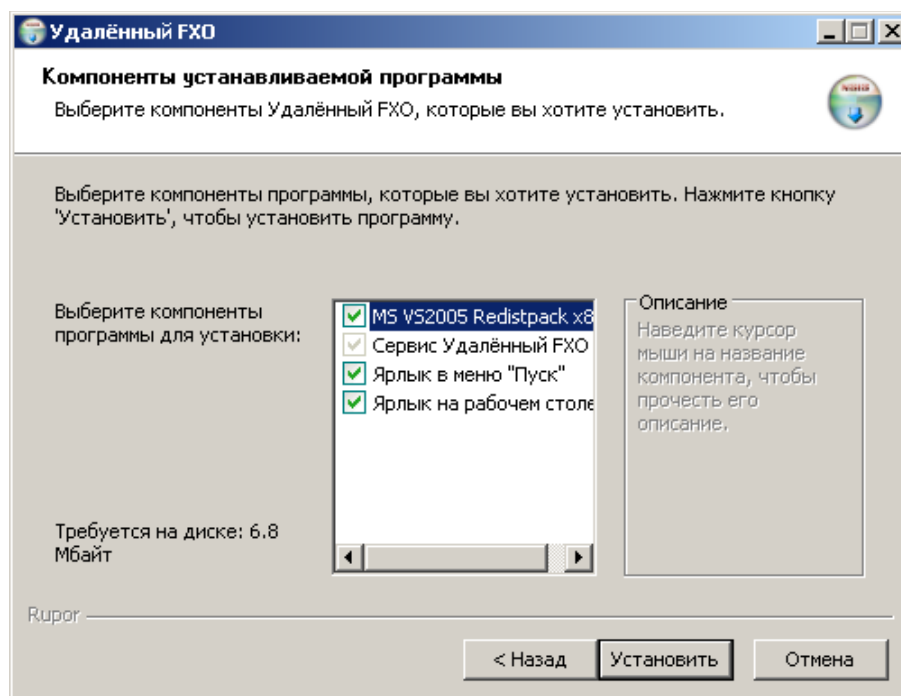 Удалённый FXO
Компоненты устанавливаемой программы
Выберите компоненты Удалённый FXO, которые вы хотите установить.
Выберите компоненты программы, которые вы хотите установить. Нажмите кнопку
'Установить', чтобы установить программу.
Выберите компоненты
программы для установки:
MS VS2005 Redistpack x8
Сервис Удалённый FXO
Ярлык в меню "Пуск"
Ярлык на рабочем столе
Описание
Наведите курсор
мыши на название
компонента, чтобы
прочесть его
описание.
Требуется на диске: 6.8
Мбайт
Rupor
< Назад
Установить
Отмена